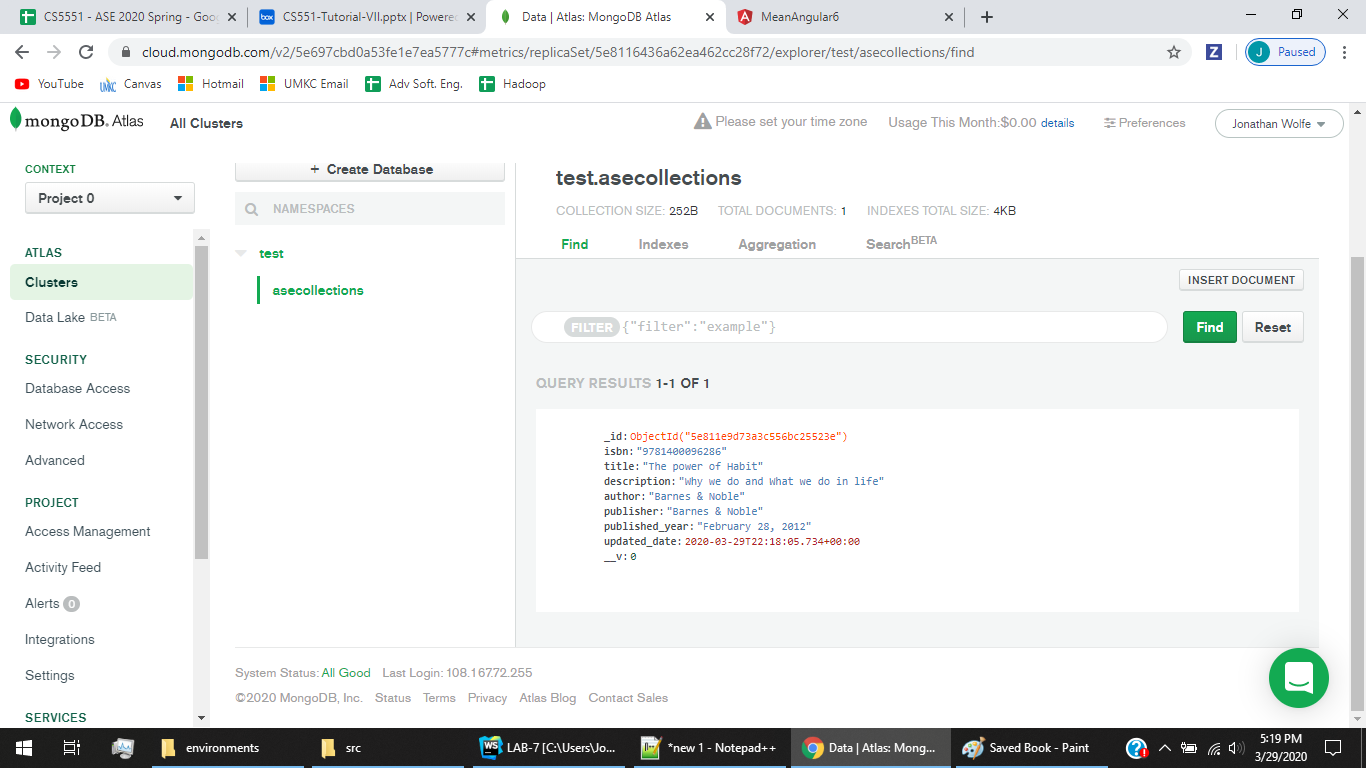 CS5551 - ASE 2020 Spring - Goo
CS551-Tutorial-VII.pptx | Powere
Data | Atlas: MongoDB Atlas
MeanAngular6
cloud.mongodb.com/v2/5e697cbd0a53fe1e7ea5777c#metrics/replicaSet/5e8116436a62ea462cc28f72/explorer/test/asecollections/find
J Paused
YouTube
Canvas
Hotmail
UMKC Email
Adv Soft. Eng.
Hadoop
mongoDB. Atlas
All Clusters
Please set your time zone
Usage This Month:$0.00 details
Preferences
Jonathan Wolfe
CONTEXT
Project 0
ATLAS
Clusters
Data Lake BETA
SECURITY
Database Access
Network Access
Advanced
PROJECT
Access Management
Activity Feed
Alerts 0
Integrations
Settings
SERVICES
+ Create Database
NAMESPACES
test
asecollections
test.asecollections
COLLECTION SIZE: 252B TOTAL DOCUMENTS: 1 INDEXES TOTAL SIZE: 4KB
Find Indexes Aggregation Search BETA
INSERT DOCUMENT
FILTER {"filter":"example"}
Find
Reset
QUERY RESULTS 1-1 OF 1
_id: ObjectId("5e811e9d73a3c556bc25523e")
isbn: "9781400096286"
title: "The power of Habit"
description: "Why we do and What we do in life"
author: "Barnes & Noble"
publisher: "Barnes & Noble"
published_year: "February 28, 2012"
updated_date: 2020-03-29T22:18:05.734+00:00
__v: 0
System Status: All Good Last Login: 108.167.72.255
©2020 MongoDB, Inc. Status Terms Privacy Atlas Blog Contact Sales
environments
src
LAB-7 [C:\Users\Jo...
*new 1 - Notepad++
Data | Atlas: Mong...
Saved Book - Paint
5:19 PM
3/29/2020